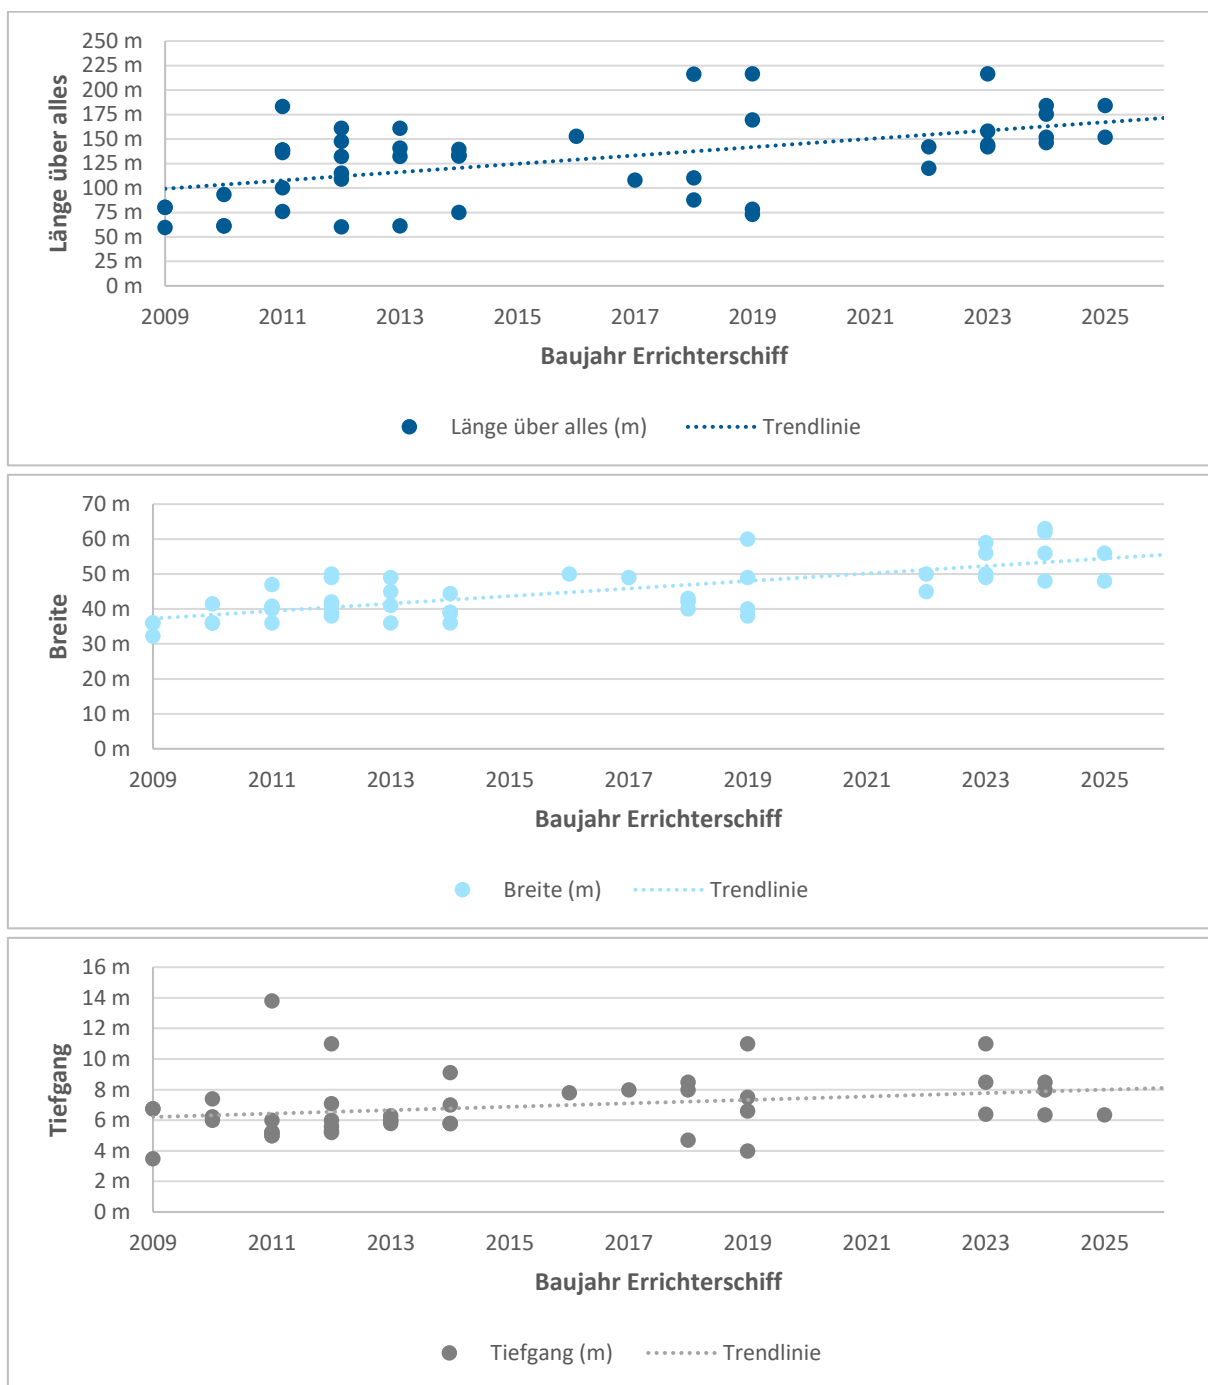 250 m
225 m
200 m
175 m
150 m
125 m
100 m
75 m
50 m
25 m
0 m
Länge über alles
2009 2011 2013 2015 2017 2019 2021 2023 2025
Baujahr Errichterschiff
Länge über alles (m) Trendlinie
70 m
60 m
50 m
40 m
30 m
20 m
10 m
0 m
Breite
2009 2011 2013 2015 2017 2019 2021 2023 2025
Baujahr Errichterschiff
Breite (m) Trendlinie
16 m
14 m
12 m
10 m
8 m
6 m
4 m
2 m
0 m
Tiefgang
2009 2011 2013 2015 2017 2019 2021 2023 2025
Baujahr Errichterschiff
Tiefgang (m) Trendlinie